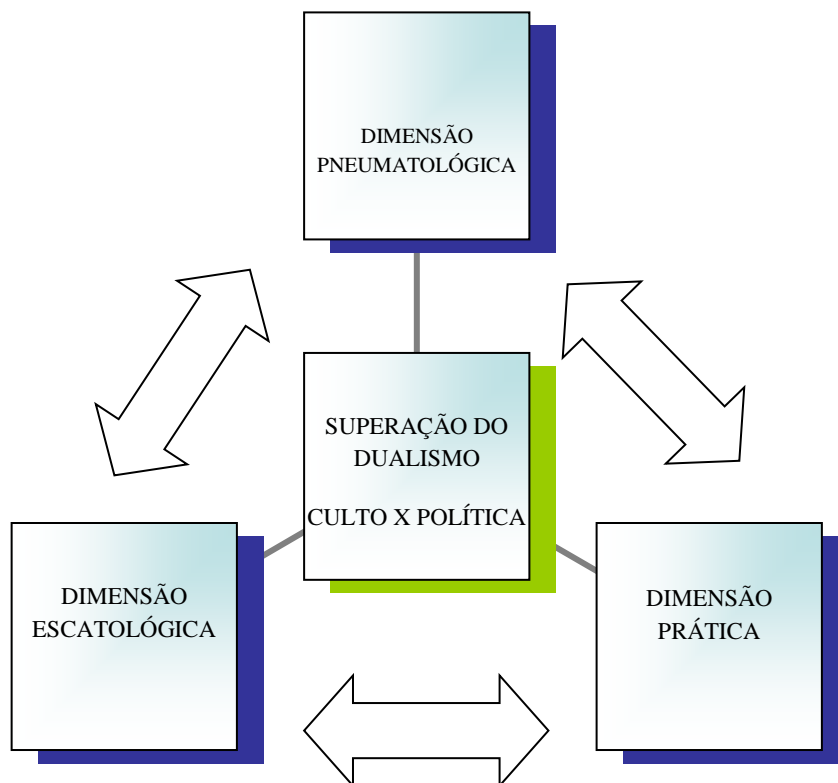 DIMENSÃO
PNEUMATOLÓGICA
SUPERAÇÃO DO
DUALISMO
CULTO X POLÍTICA
DIMENSÃO
ESCATOLÓGICA
DIMENSÃO
PRÁTICA